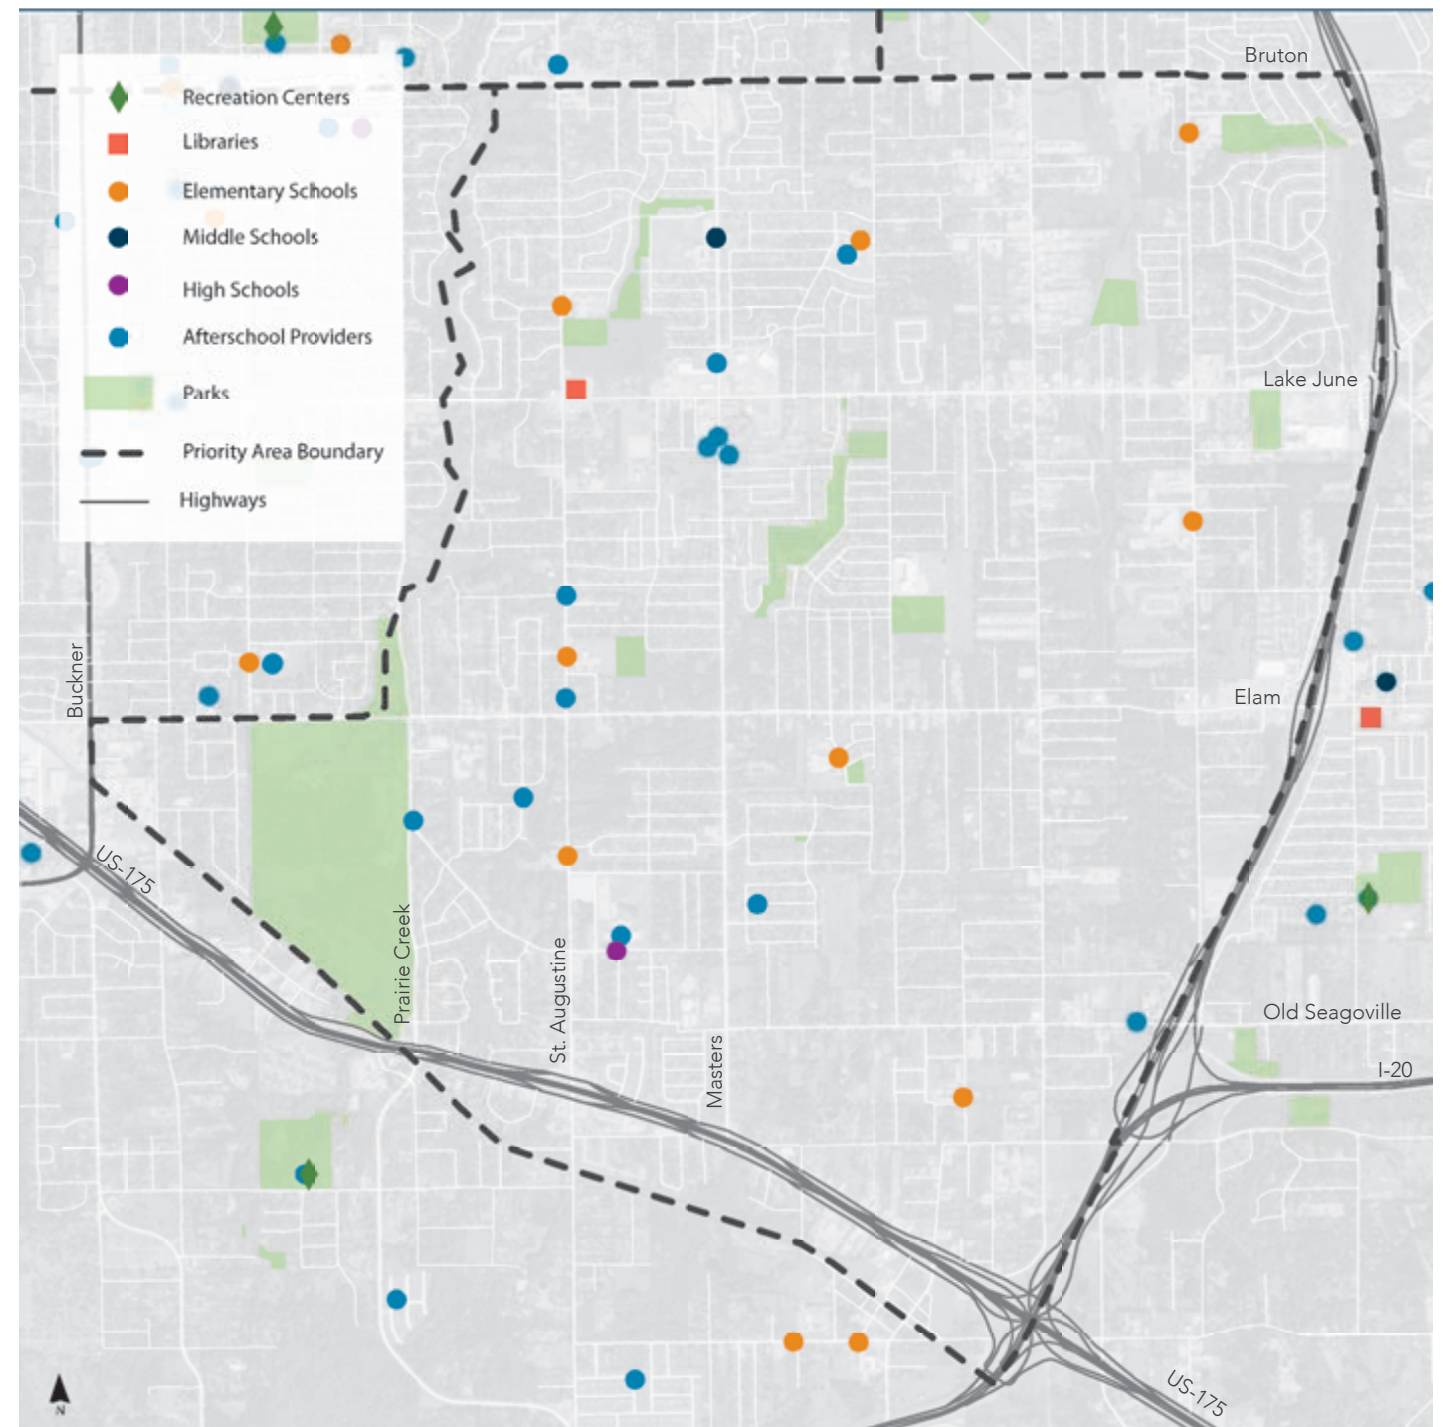 Bruton
Recreation Centers
Libraries
Elementary Schools
Middle Schools
High Schools
Afterschool Providers
Parks
Priority Area Boundary
Highways
Lake June
Buckner
Elam
US-175
Prairie Creek
St. Augustine
Masters
Old Seagoville
I-20
US-175
N